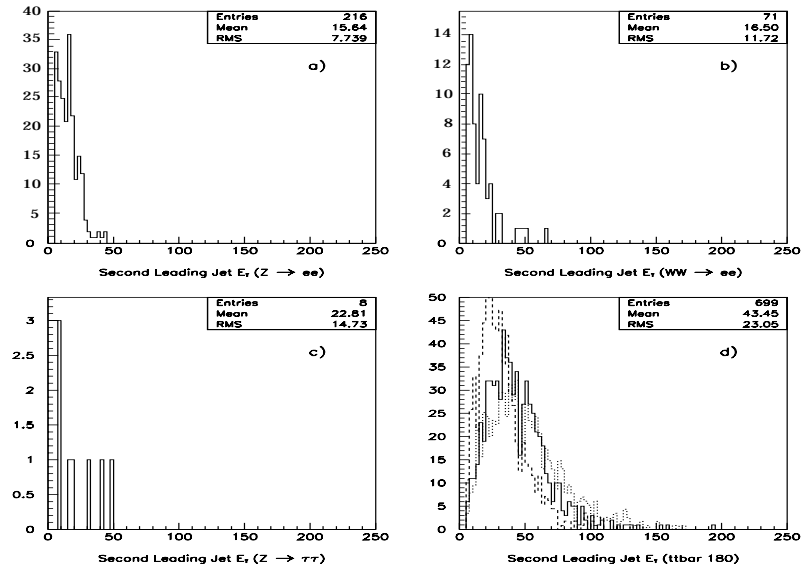 Entries 216
Mean 15.64
RMS 7.739
a)
40
35
30
25
20
15
10
5
0
0 50 100 150 200 250
Second Leading Jet E_T (Z → ee)
Entries 71
Mean 16.50
RMS 11.72
b)
14
12
10
8
6
4
2
0
0 50 100 150 200 250
Second Leading Jet E_T (WW → ee)
Entries 8
Mean 22.81
RMS 14.73
c)
3
2.5
2
1.5
1
0.5
0
0 50 100 150 200 250
Second Leading Jet E_T (Z → ττ)
Entries 699
Mean 43.45
RMS 23.05
d)
50
45
40
35
30
25
20
15
10
5
0
0 50 100 150 200 250
Second Leading Jet E_T (ttbar 180)